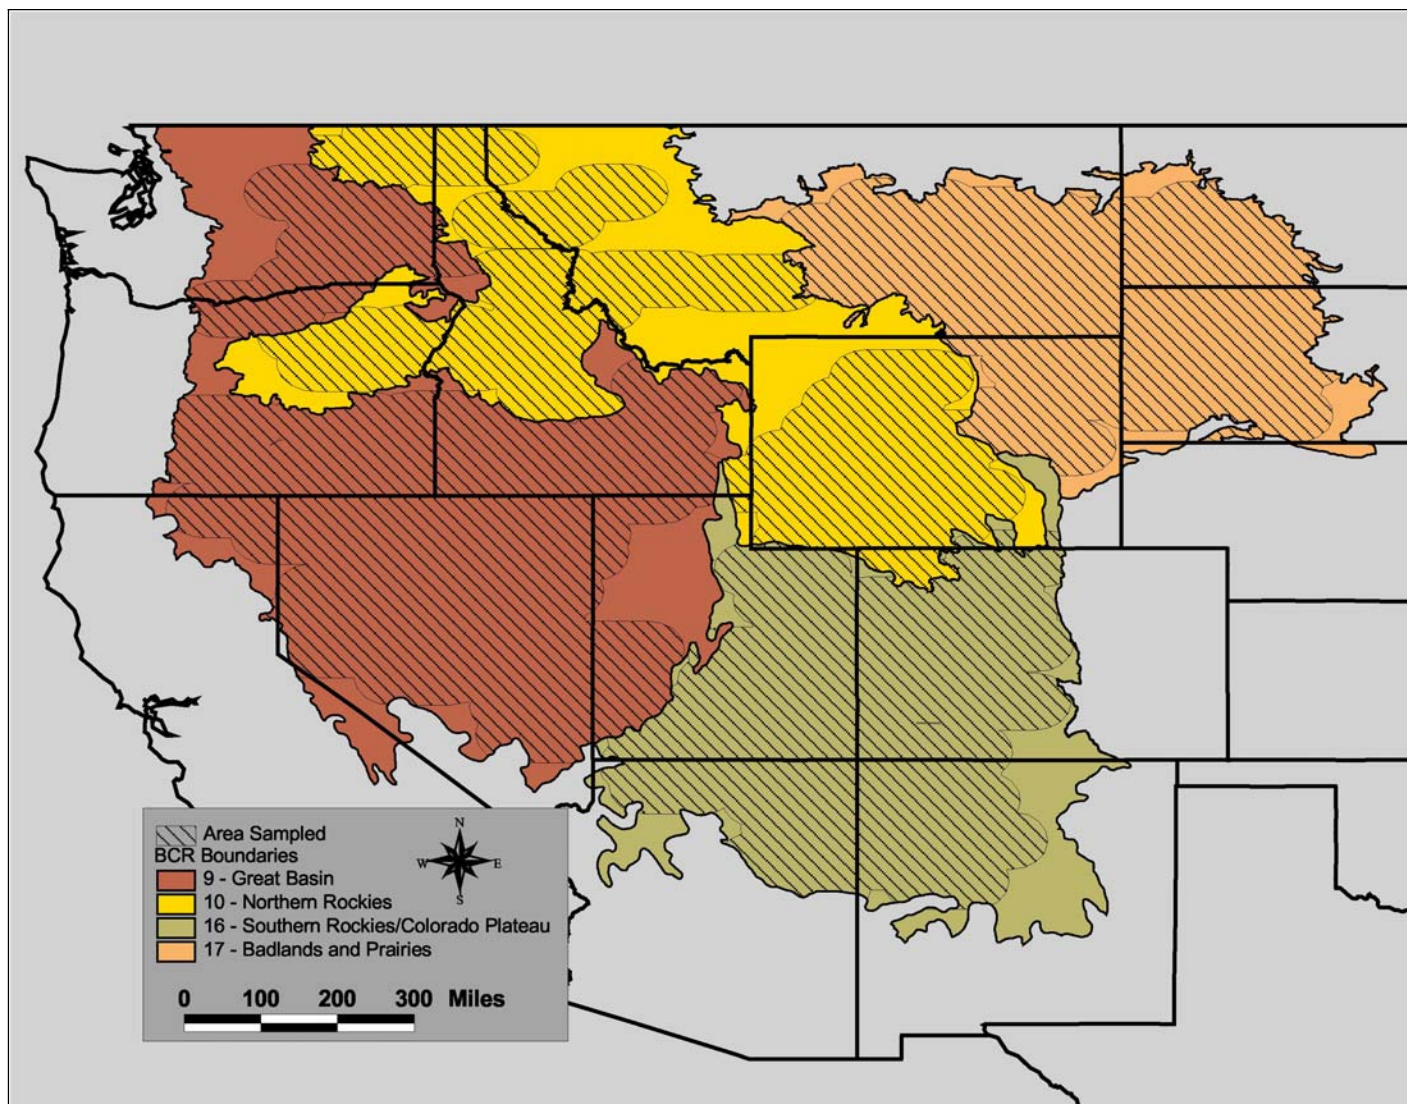 Area Sampled
BCR Boundaries
9 - Great Basin
10 - Northern Rockies
16 - Southern Rockies/Colorado Plateau
17 - Badlands and Prairies
N
W E
S
0 100 200 300 Miles